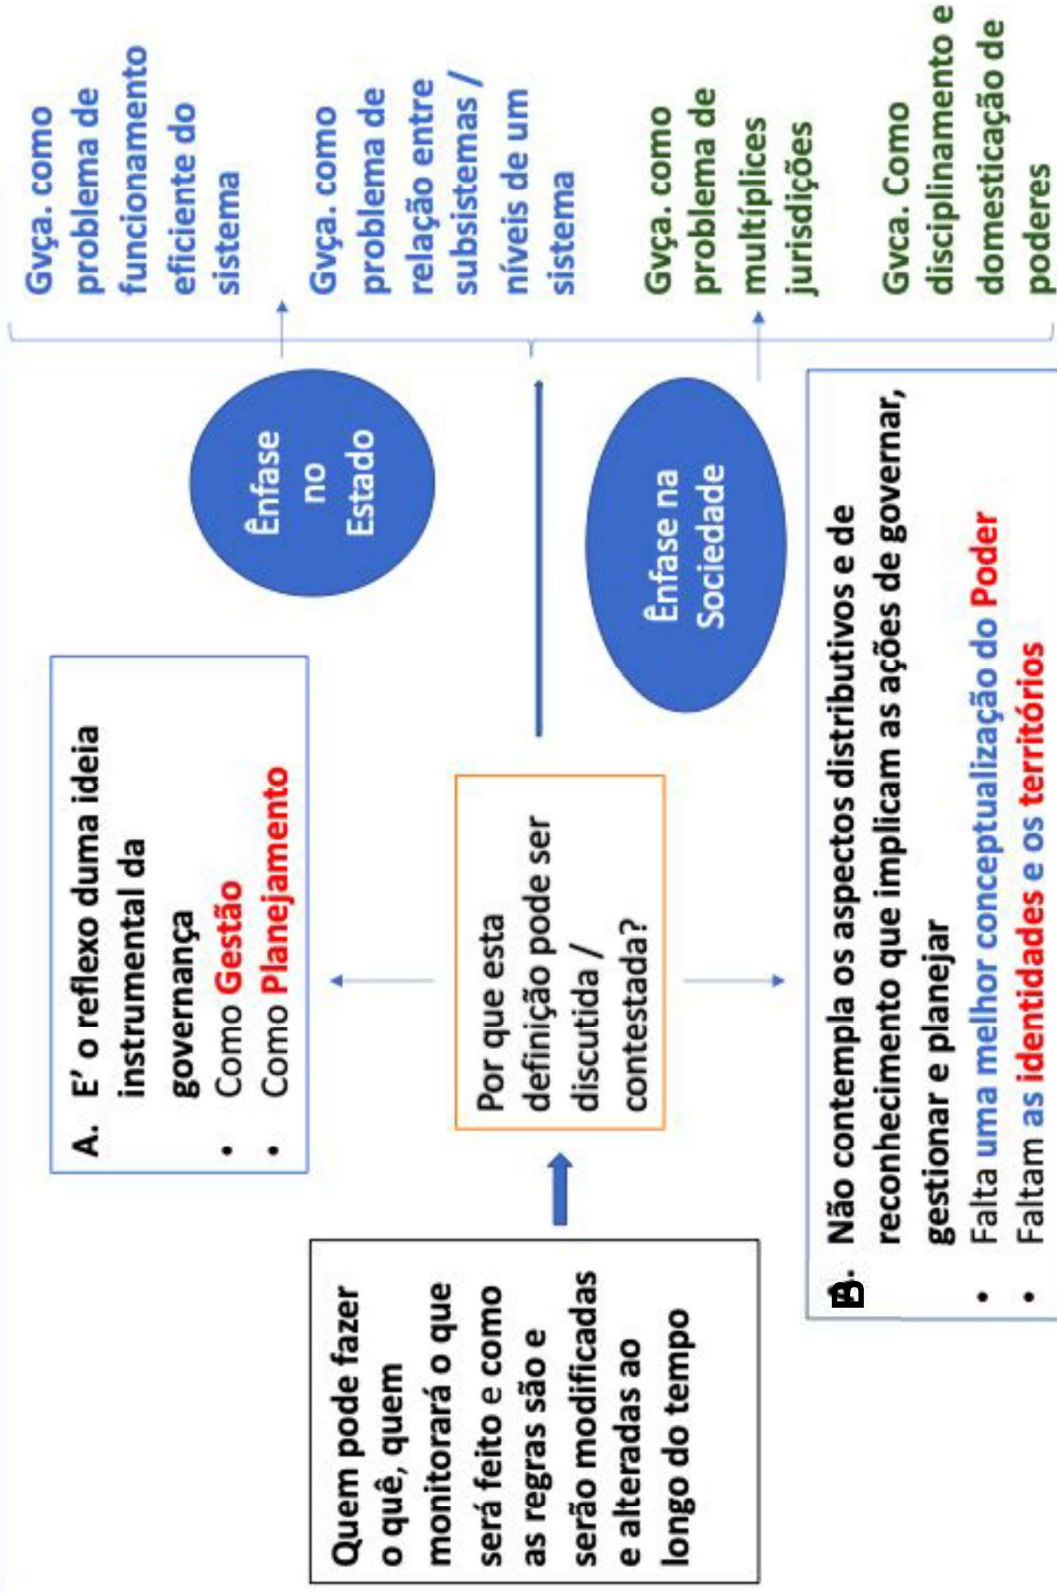 Quem pode fazer
o quê, quem
monitorará o que
será feito e como
as regras são e
serão modificadas
e alteradas ao
longo do tempo
Por que esta
definição pode ser
discutida /
contestada?
A. E’ o reflexo duma ideia
instrumental da
governança
• Como Gestão
• Como Planejamento
B. Não contempla os aspectos distributivos e de
reconhecimento que implicam as ações de governar,
gestionar e planejar
• Falta uma melhor conceptualização do Poder
• Faltam as identidades e os territórios
Ênfase
no
Estado
Ênfase na
Sociedade
Gvça. como
problema de
funcionamento
eficiente do
sistema
Gvça. como
problema de
relação entre
subsistemas /
níveis de um
sistema
Gvça. como
problema de
multíplices
jurisdições
Gvca. Como
disciplinamento e
domesticação de
poderes